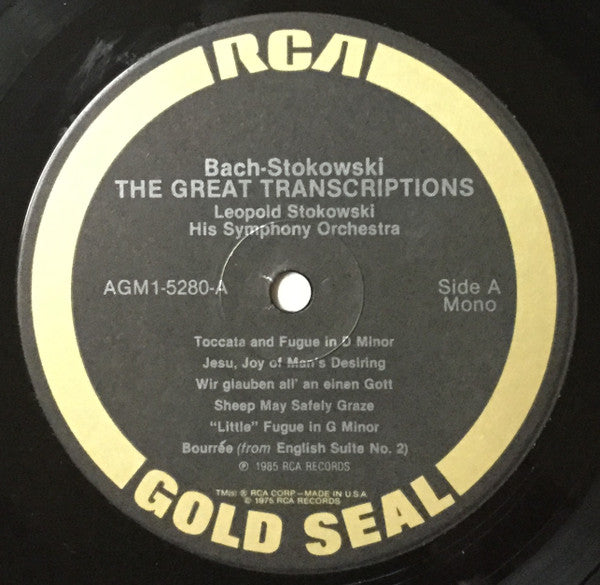 RCA
Bach-Stokowski
THE GREAT TRANSCRIPTIONS
Leopold Stokowski
His Symphony Orchestra
AGM1-5280-A
Side A
Mono
Toccata and Fugue in D Minor
Jesu, Joy of Man's Desiring
Wir glauben all' an einen Gott
Sheep May Safely Graze
"Little" Fugue in G Minor
Bourrée (from English Suite No. 2)
℗ 1985 RCA RECORDS
TM(s) ® RCA CORP—MADE IN U.S.A.
© 1975 RCA RECORDS
GOLD SEAL